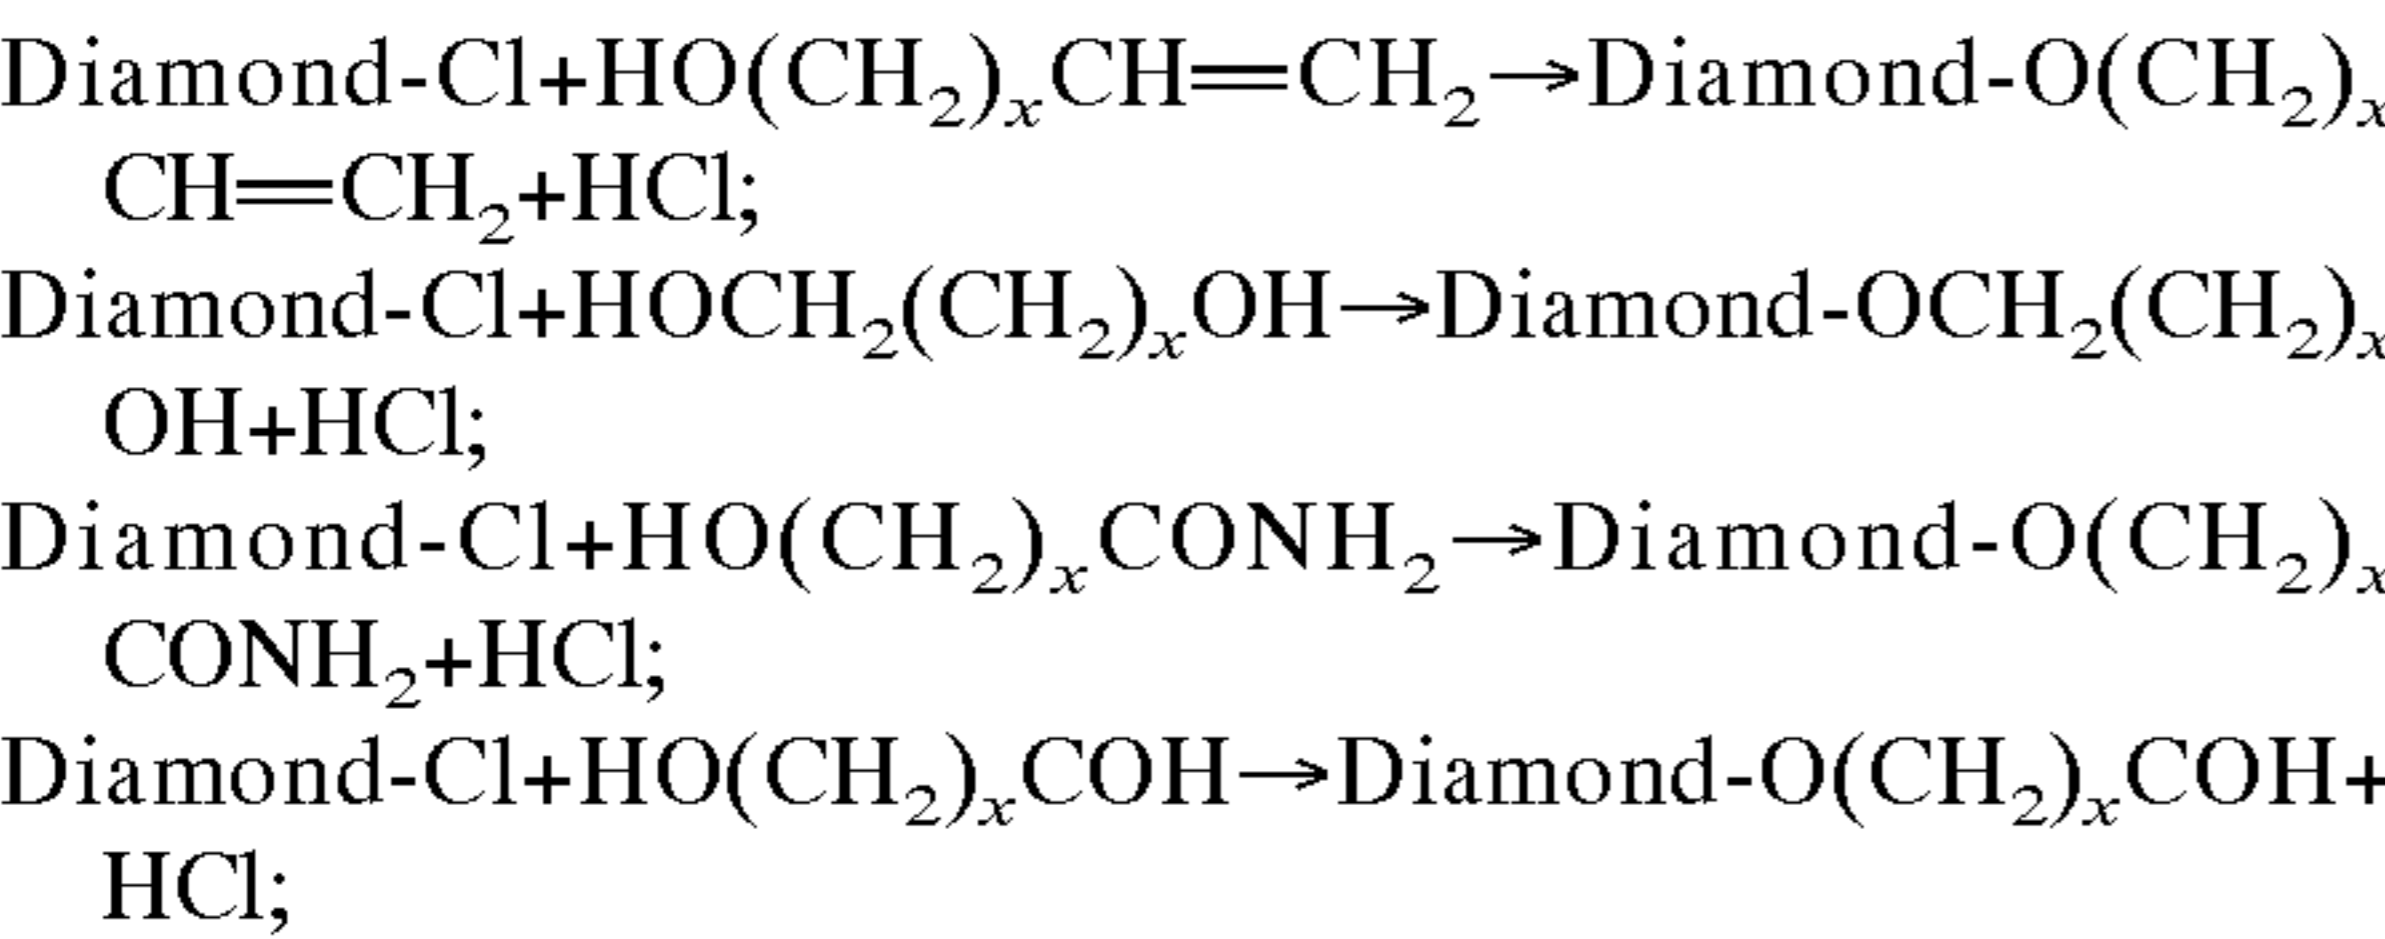 Diamond-Cl+HO(CH₂)ₓCH=CH₂→Diamond-O(CH₂)ₓ
CH=CH₂+HCl;
Diamond-Cl+HOCH₂(CH₂)ₓOH→Diamond-OCH₂(CH₂)ₓ
OH+HCl;
Diamond-Cl+HO(CH₂)ₓCONH₂→Diamond-O(CH₂)ₓ
CONH₂+HCl;
Diamond-Cl+HO(CH₂)ₓCOH→Diamond-O(CH₂)ₓCOH+
HCl;